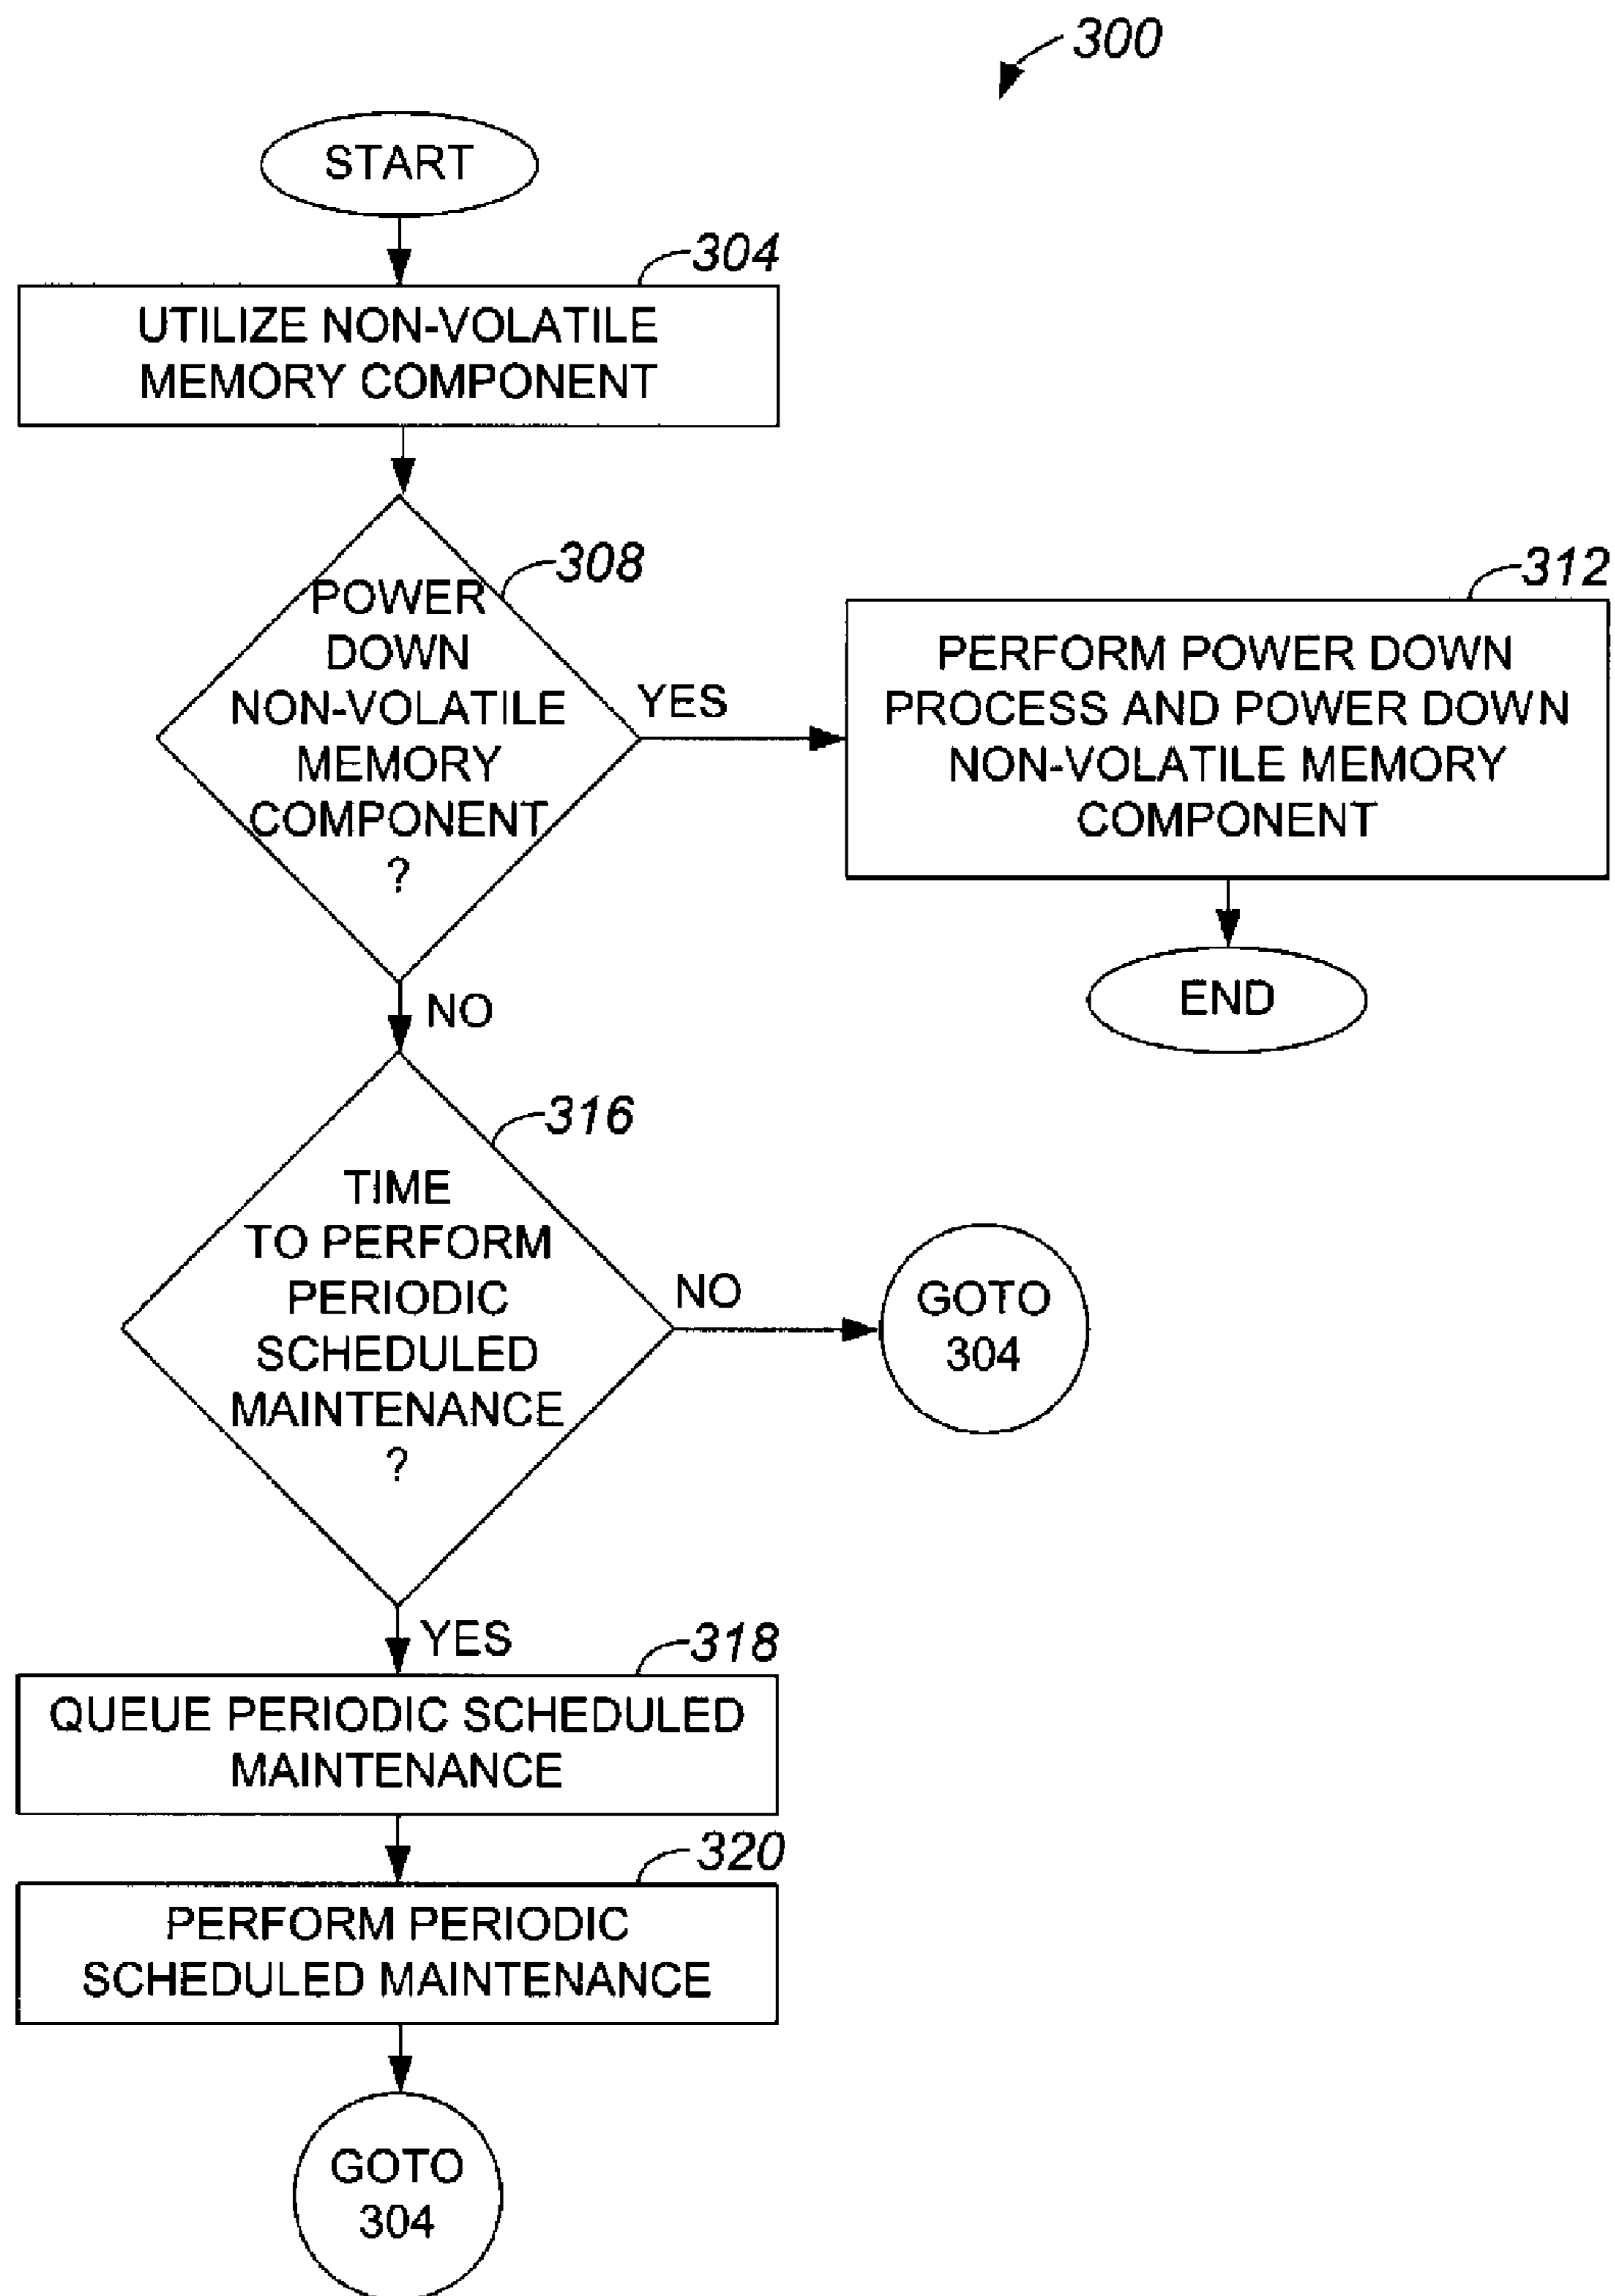 300
START
304
UTILIZE NON-VOLATILE
MEMORY COMPONENT
308
POWER
DOWN
NON-VOLATILE
MEMORY
COMPONENT
?
YES
312
PERFORM POWER DOWN
PROCESS AND POWER DOWN
NON-VOLATILE MEMORY
COMPONENT
END
NO
316
TIME
TO PERFORM
PERIODIC
SCHEDULED
MAINTENANCE
?
NO
GOTO
304
YES
318
QUEUE PERIODIC SCHEDULED
MAINTENANCE
320
PERFORM PERIODIC
SCHEDULED MAINTENANCE
GOTO
304